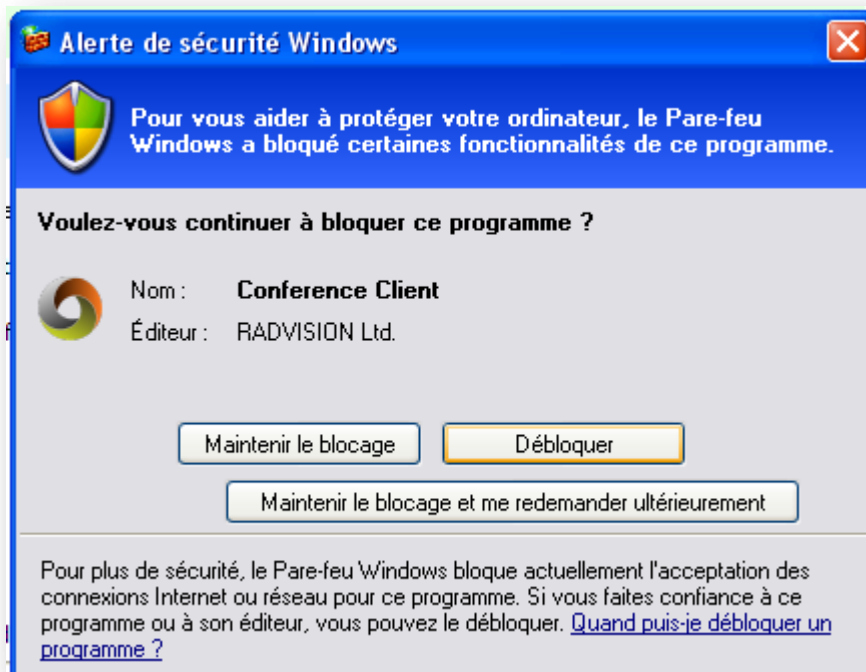 Alerte de sécurité Windows
Pour vous aider à protéger votre ordinateur, le Pare-feu
Windows a bloqué certaines fonctionnalités de ce programme.
Voulez-vous continuer à bloquer ce programme ?
Nom : Conference Client
Éditeur : RADVISION Ltd.
Maintenir le blocage Débloquer
Maintenir le blocage et me redemander ultérieurement
Pour plus de sécurité, le Pare-feu Windows bloque actuellement l'acceptation des
connexions Internet ou réseau pour ce programme. Si vous faites confiance à ce
programme ou à son éditeur, vous pouvez le débloquer. Quand puis-je débloquer un
programme ?